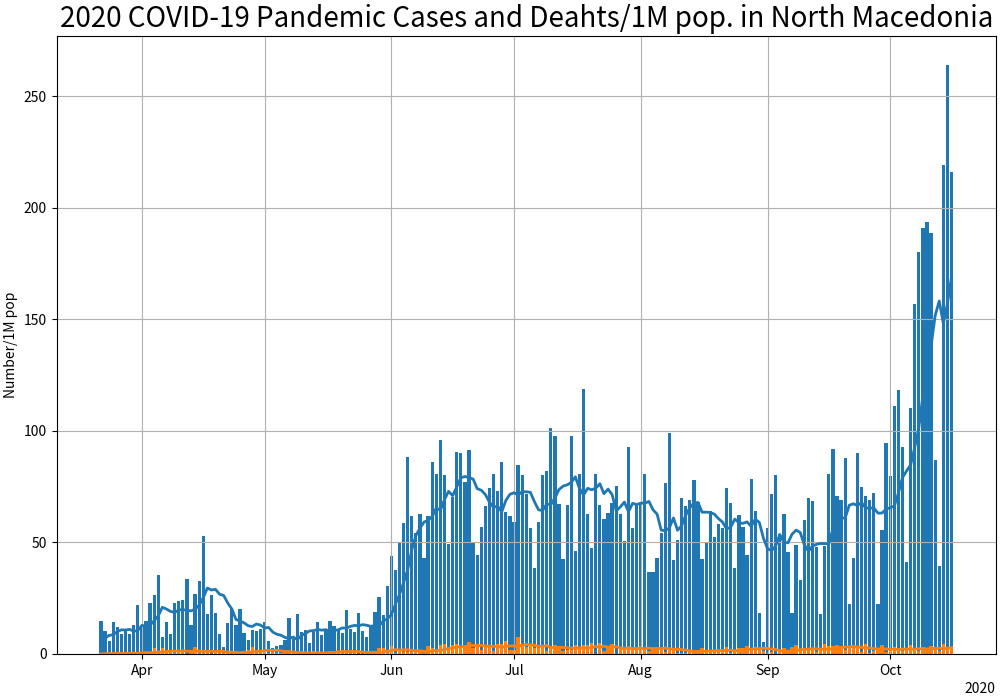 2020 COVID-19 Pandemic Cases and Deahts/1M pop. in North Macedonia
Number/1M pop
250
200
150
100
50
0
Apr May Jun Jul Aug Sep Oct
2020